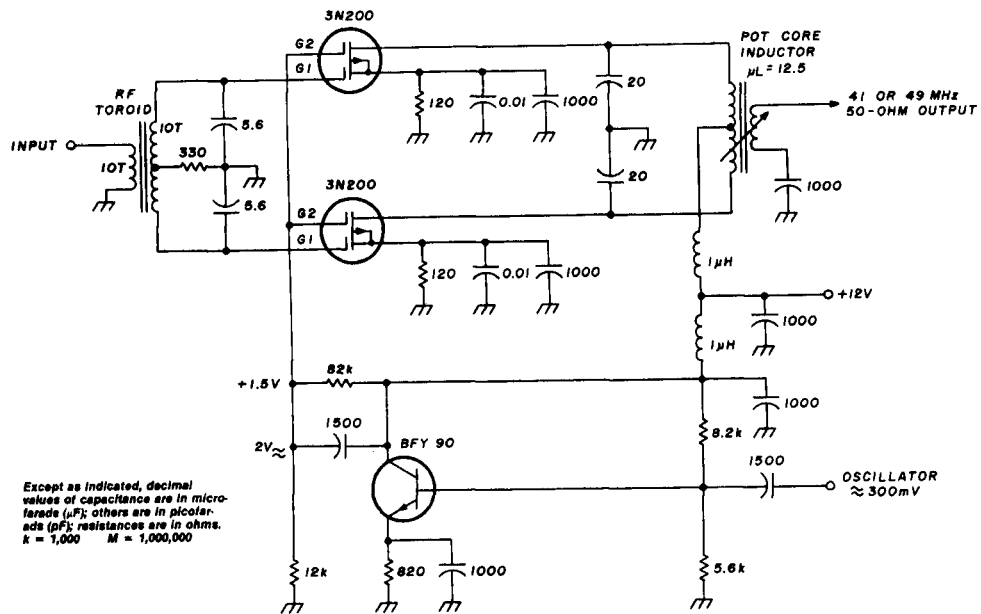 3N200
G2
G1
POT CORE
INDUCTOR
µL = 12.5
RF
TOROID
10T
5.6
120
0.01
1000
20
41 OR 49 MHz
50-OHM OUTPUT
INPUT
10T
330
3N200
20
1000
5.6
G2
G1
120
0.01
1000
1µH
+12V
1000
1µH
82k
+1.5V
1000
1500
8.2k
2V≈
BFY 90
1500
OSCILLATOR
≈300mV
Except as indicated, decimal
values of capacitance are in micro-
farads (µF); others are in picofar-
ads (pF); resistances are in ohms.
k = 1,000 M = 1,000,000
12k
820
1000
5.6k